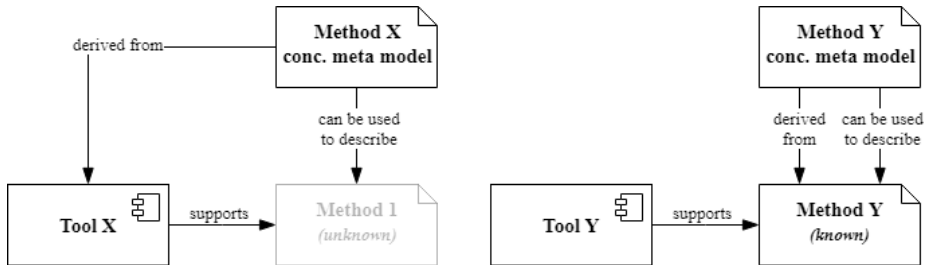 Method X
conc. meta model
derived from
can be used
to describe
Tool X
supports
Method 1
(unknown)
Method Y
conc. meta model
derived
from
can be used
to describe
Tool Y
supports
Method Y
(known)